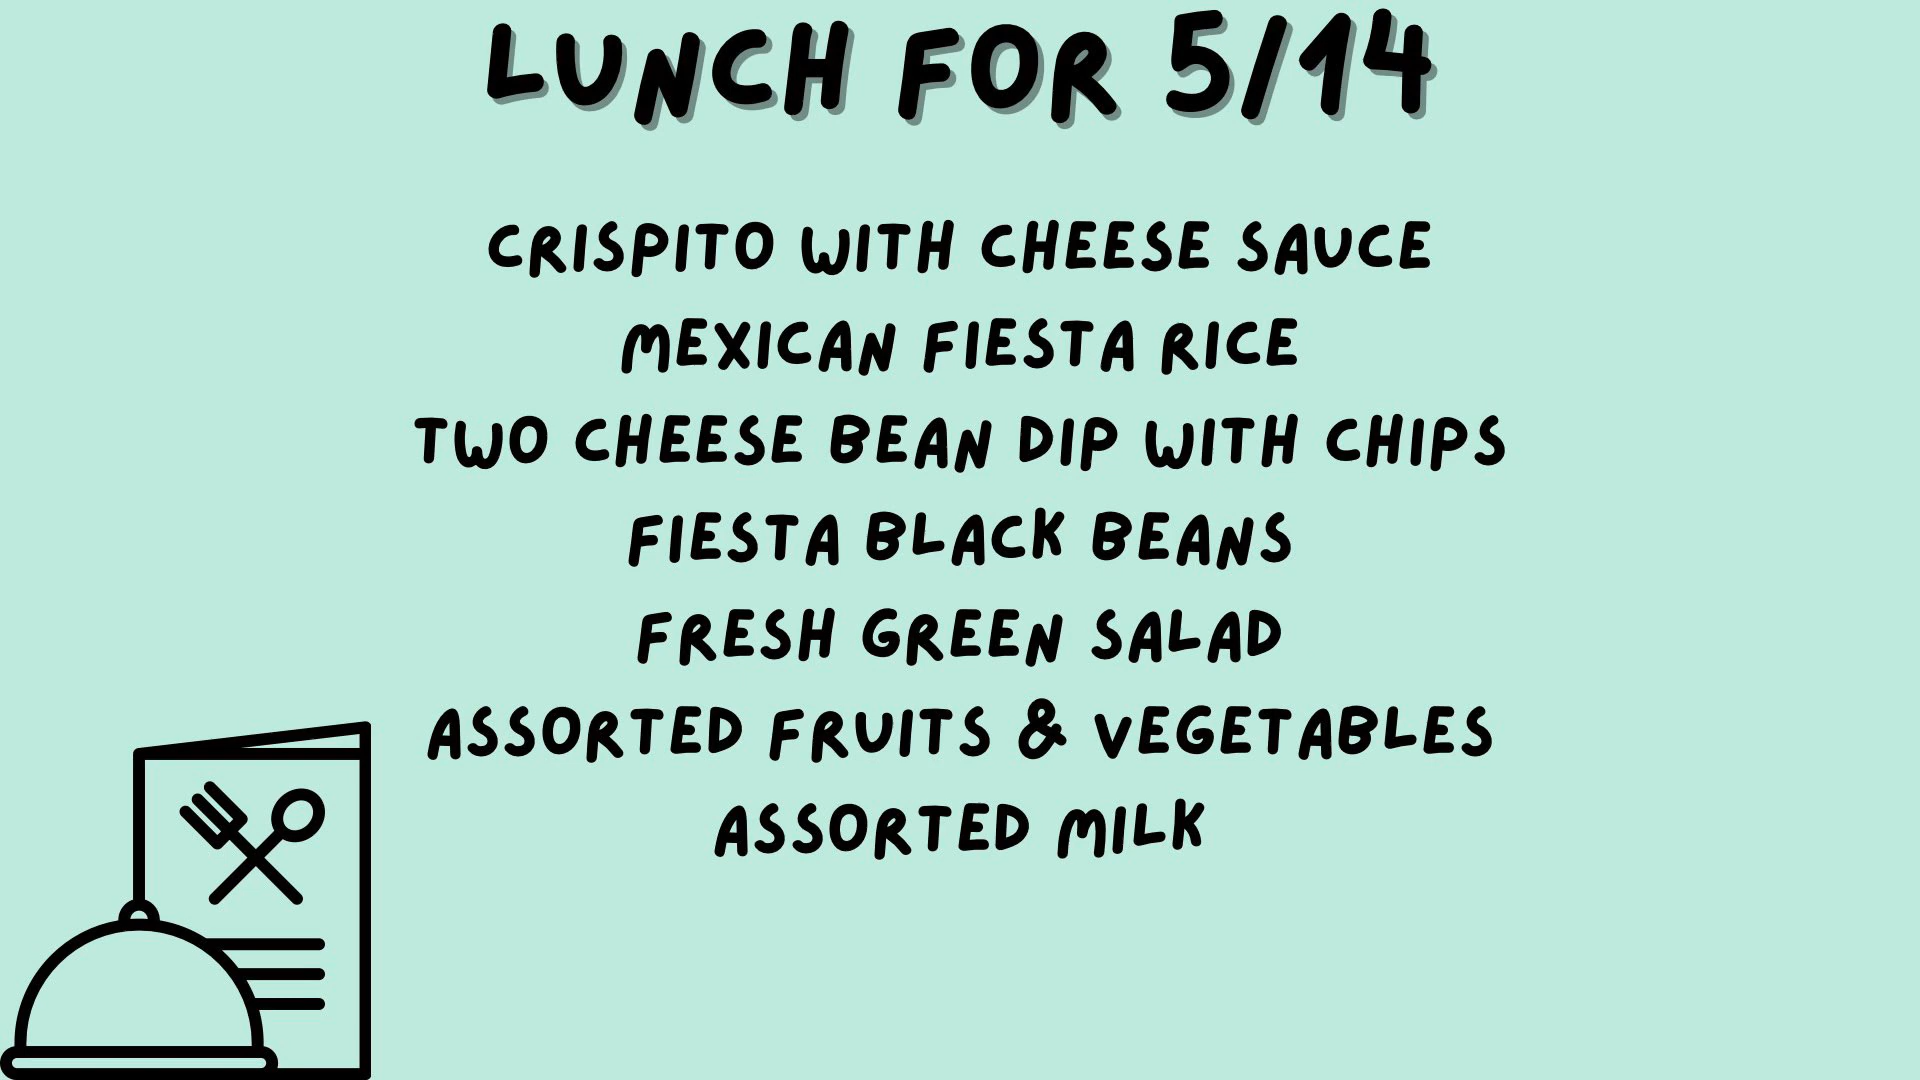 LUNCH FOR 5/14
CRISPITO WITH CHEESE SAUCE
MEXICAN FIESTA RICE
TWO CHEESE BEAN DIP WITH CHIPS
FIESTA BLACK BEANS
FRESH GREEN SALAD
ASSORTED FRUITS & VEGETABLES
ASSORTED MILK